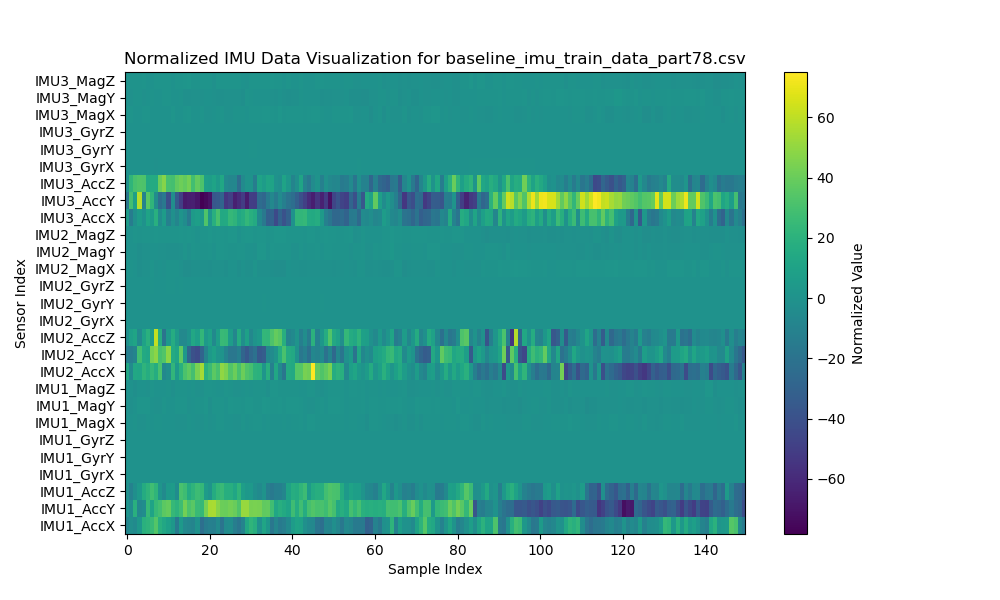 Normalized IMU Data Visualization for baseline_imu_train_data_part78.csv
IMU3_MagZ
IMU3_MagY
IMU3_MagX
IMU3_GyrZ
IMU3_GyrY
IMU3_GyrX
IMU3_AccZ
IMU3_AccY
IMU3_AccX
IMU2_MagZ
IMU2_MagY
IMU2_MagX
IMU2_GyrZ
IMU2_GyrY
IMU2_GyrX
IMU2_AccZ
IMU2_AccY
IMU2_AccX
IMU1_MagZ
IMU1_MagY
IMU1_MagX
IMU1_GyrZ
IMU1_GyrY
IMU1_GyrX
IMU1_AccZ
IMU1_AccY
IMU1_AccX
Sensor Index
0 20 40 60 80 100 120 140
Sample Index
60
40
20
0
−20
−40
−60
Normalized Value